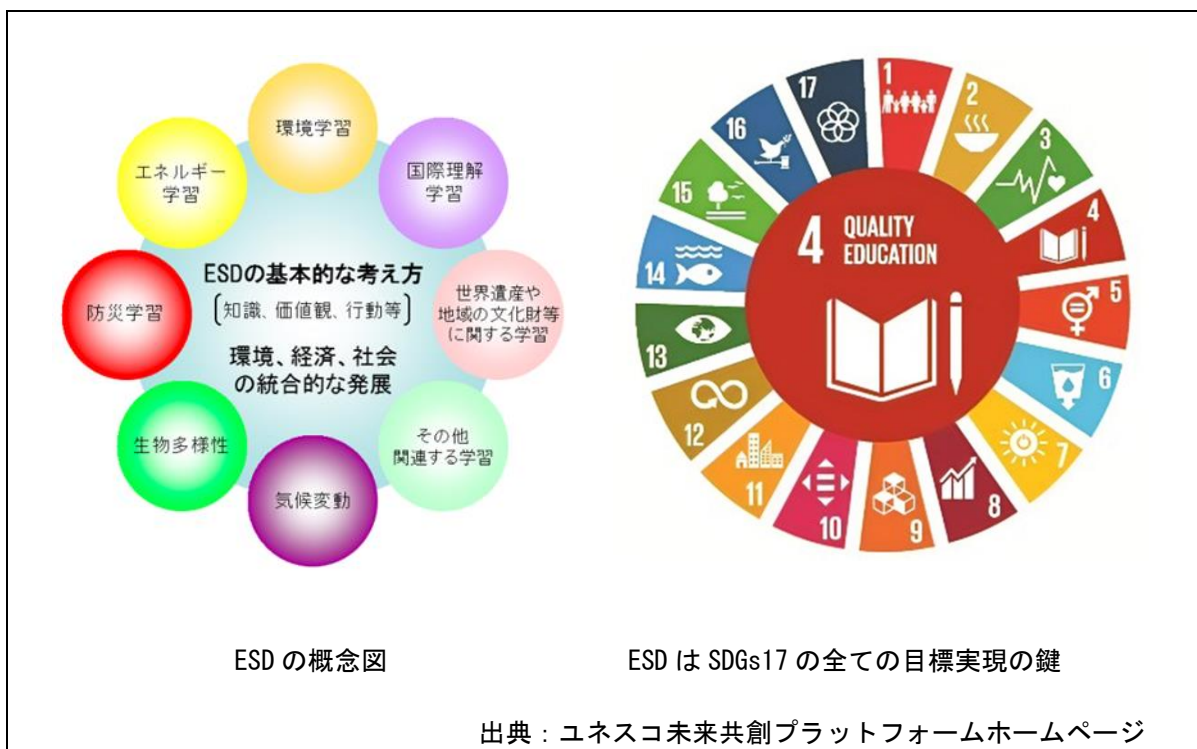 環境学習
国際理解
学習
世界遺産や
地域の文化財等
に関する学習
その他
関連する学習
気候変動
生物多様性
防災学習
エネルギー
学習
ESDの基本的な考え方
[知識、価値観、行動等]
環境、経済、社会
の統合的な発展
1
2
3
4
5
6
7
8
9
10
11
12
13
14
15
16
17
4 QUALITY
EDUCATION
ESD の概念図
ESD は SDGs17 の全ての目標実現の鍵
出典：ユネスコ未来共創プラットフォームホームページ